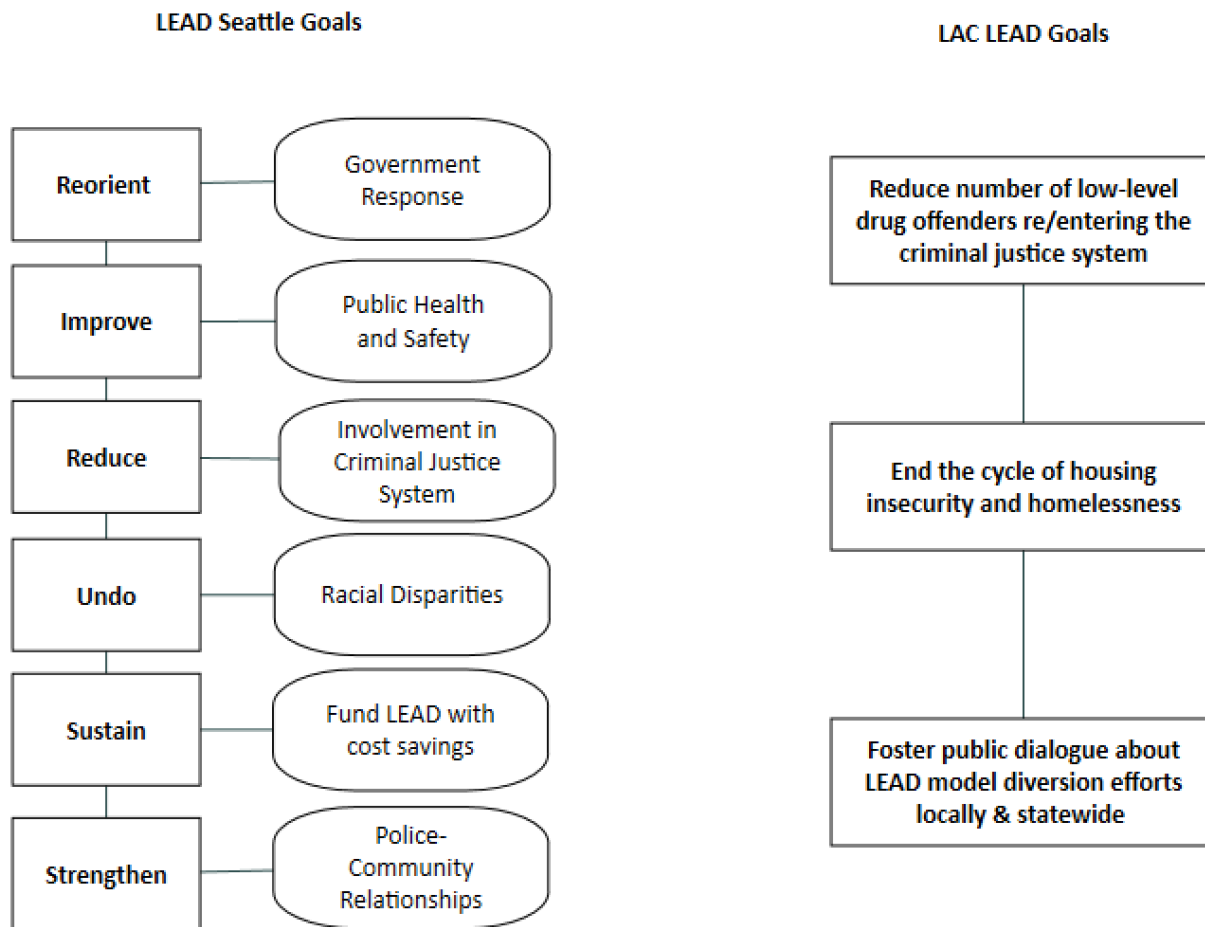 LEAD Seattle Goals
Reorient
Government
Response
Improve
Public Health
and Safety
Reduce
Involvement in
Criminal Justice
System
Undo
Racial Disparities
Sustain
Fund LEAD with
cost savings
Strengthen
Police-
Community
Relationships
LAC LEAD Goals
Reduce number of low-level
drug offenders re/entering the
criminal justice system
End the cycle of housing
insecurity and homelessness
Foster public dialogue about
LEAD model diversion efforts
locally & statewide